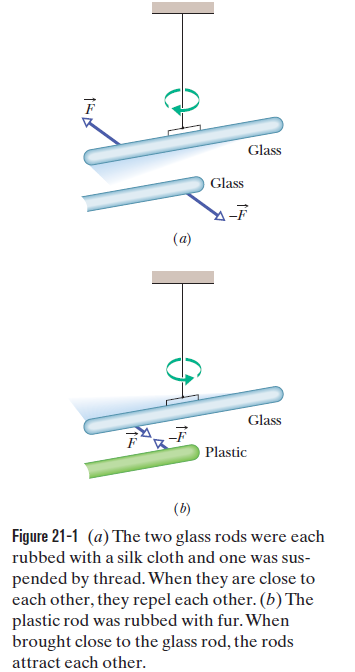 F
Glass
Glass
–F
(a)
Glass
F
–F
Plastic
(b)
Figure 21-1 (a) The two glass rods were each
rubbed with a silk cloth and one was sus-
pended by thread. When they are close to
each other, they repel each other. (b) The
plastic rod was rubbed with fur. When
brought close to the glass rod, the rods
attract each other.